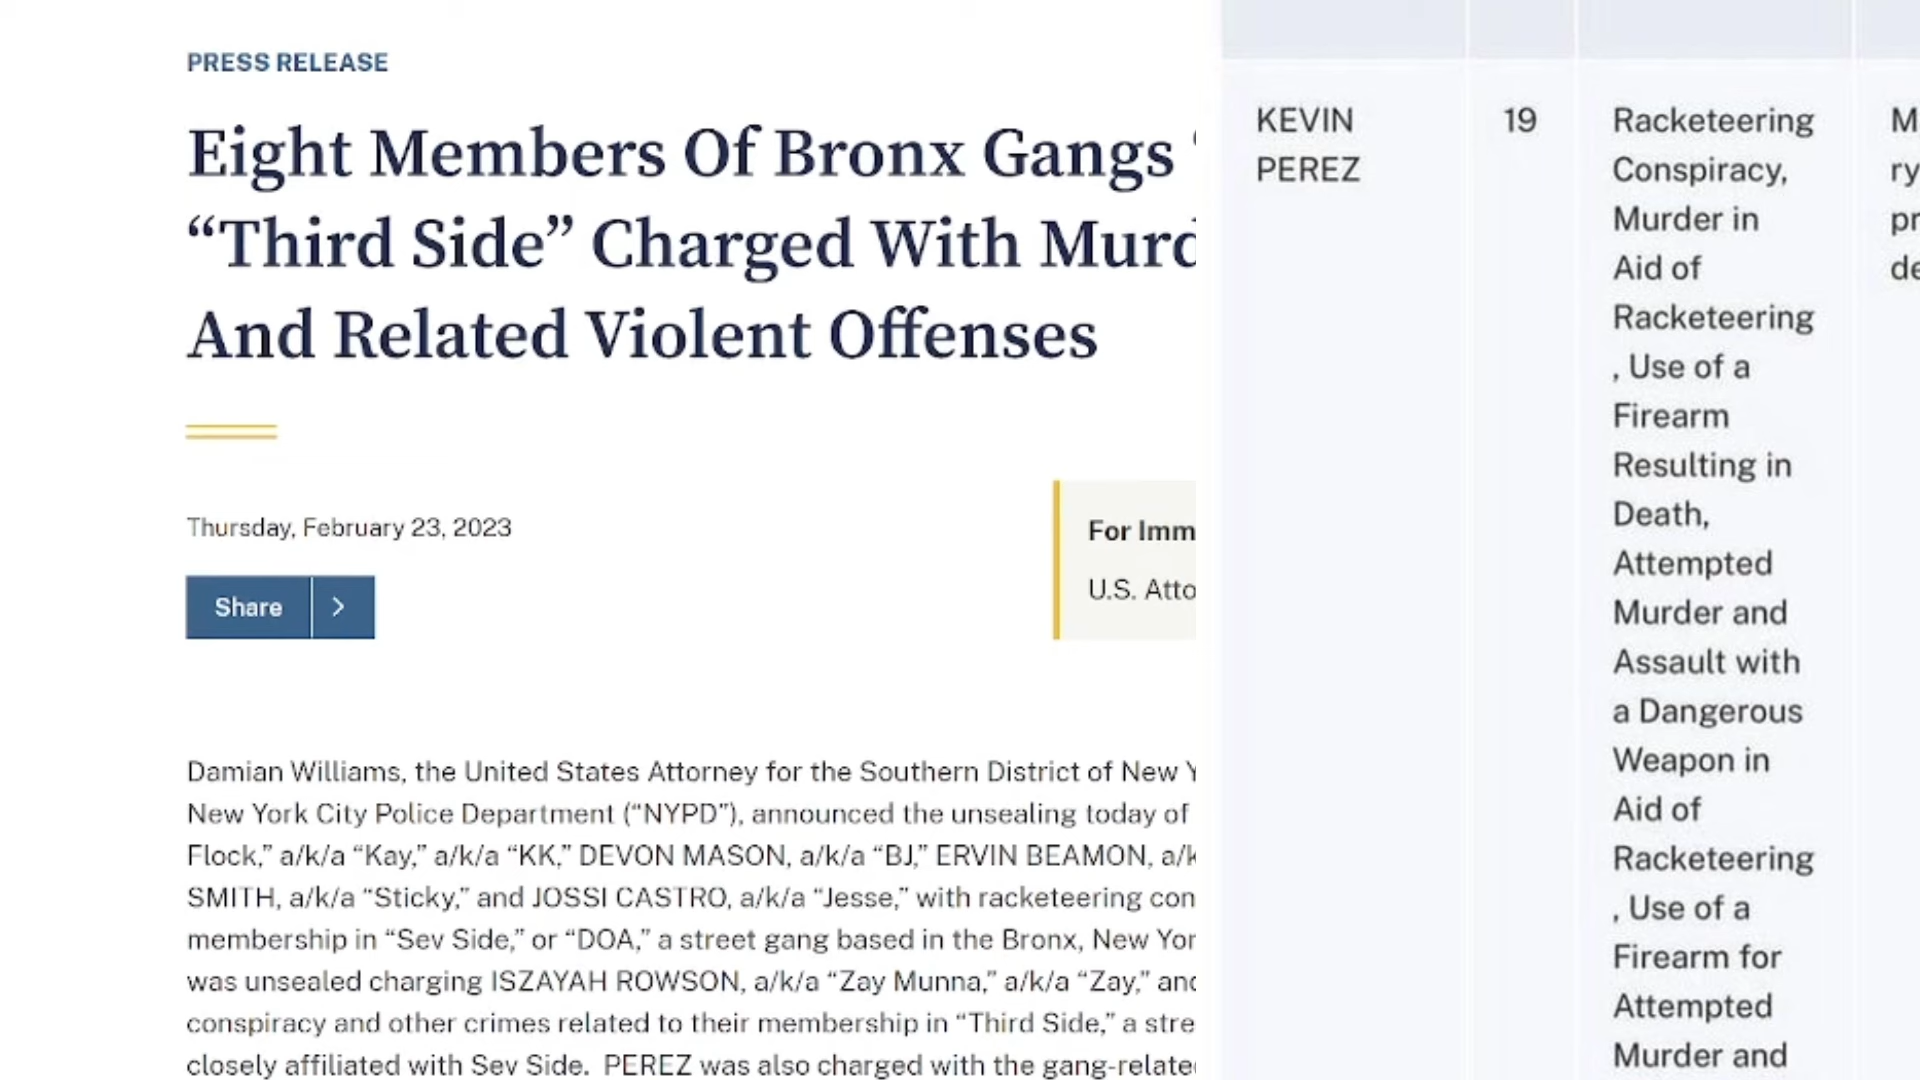 PRESS RELEASE
Eight Members Of Bronx Gangs
“Third Side” Charged With Murd
And Related Violent Offenses
Thursday, February 23, 2023
Share
For Imm
U.S. Atto
Damian Williams, the United States Attorney for the Southern District of New Y
New York City Police Department (“NYPD”), announced the unsealing today of
Flock,” a/k/a “Kay,” a/k/a “KK,” DEVON MASON, a/k/a “BJ,” ERVIN BEAMON, a/k
SMITH, a/k/a “Sticky,” and JOSSI CASTRO, a/k/a “Jesse,” with racketeering con
membership in “Sev Side,” or “DOA,” a street gang based in the Bronx, New Yor
was unsealed charging ISZAYAH ROWSON, a/k/a “Zay Munna,” a/k/a “Zay,” and
conspiracy and other crimes related to their membership in “Third Side,” a stre
closely affiliated with Sev Side.  PEREZ was also charged with the gang-relate
KEVIN
PEREZ
19
Racketeering
Conspiracy,
Murder in
Aid of
Racketeering
, Use of a
Firearm
Resulting in
Death,
Attempted
Murder and
Assault with
a Dangerous
Weapon in
Aid of
Racketeering
, Use of a
Firearm for
Attempted
Murder and
M
ry
pr
de